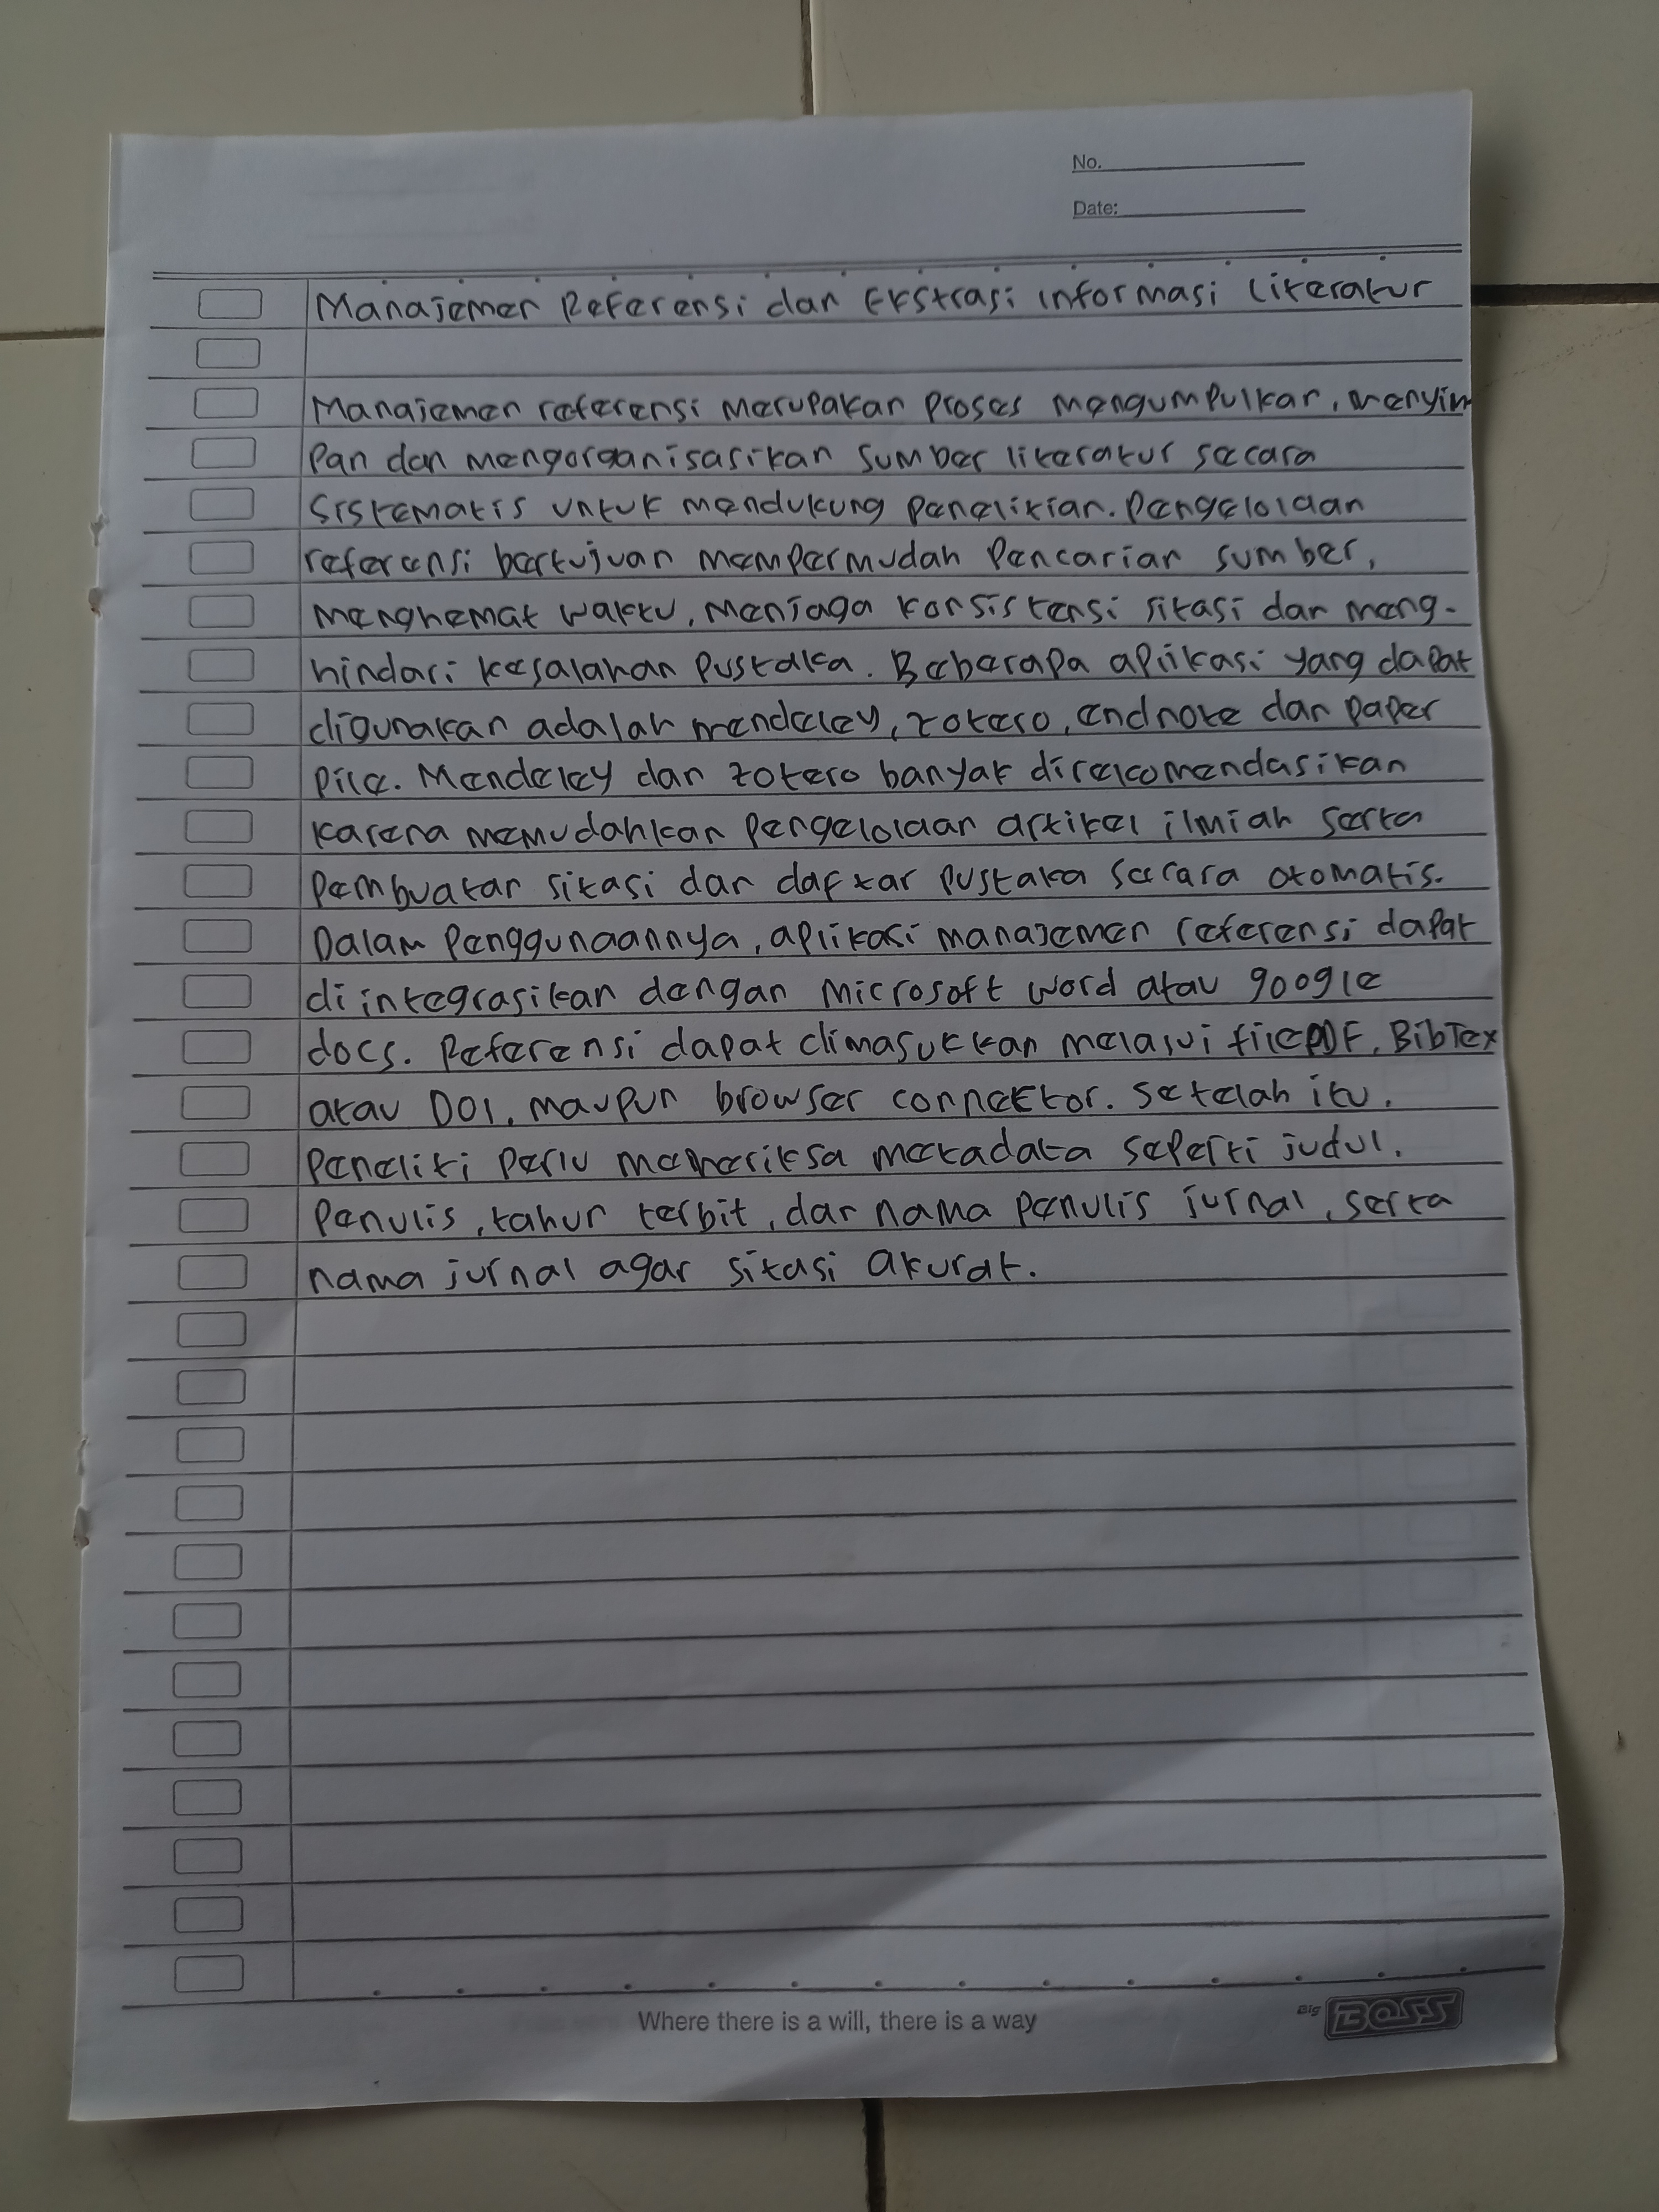 No.
Date:
Manajemen Referensi dan Ekstrasi informasi Literatur
Manajemen referensi merupakan proses mengumpulkan, menyim
pan dan mengorganisasikan sumber literatur secara
sistematis untuk mendukung penelitian. Pengelolaan
referensi bertujuan mempermudah pencarian sumber,
menghemat waktu, menjaga konsistensi sitasi dan meng-
hindari kesalahan pustaka. Beberapa aplikasi yang dapat
digunakan adalah mendeley, zotero, endnote dan paper
pile. Mendeley dan zotero banyak direkomendasikan
karena memudahkan pengelolaan artikel ilmiah serta
pembuatan sitasi dan daftar pustaka secara otomatis.
Dalam penggunaannya, aplikasi manajemen referensi dapat
diintegrasikan dengan microsoft word atau google
docs. Referensi dapat dimasukkan melalui file PDF, BibTex
atau DOI, maupun browser connektor. setelah itu,
peneliti perlu memeriksa metadata seperti judul,
penulis, tahun terbit, dan nama penulis jurnal, serta
nama jurnal agar sitasi akurat.
Where there is a will, there is a way
Big BOSS